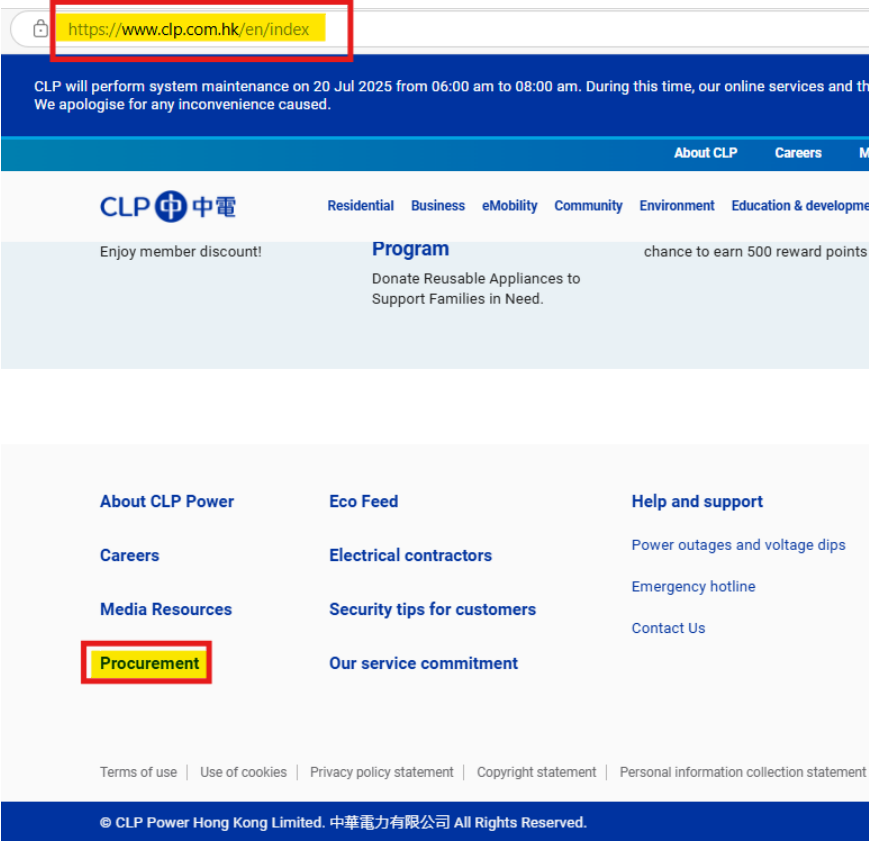 https://www.clp.com.hk/en/index
CLP will perform system maintenance on 20 Jul 2025 from 06:00 am to 08:00 am. During this time, our online services and th
We apologise for any inconvenience caused.
About CLP Careers M
CLP 中電 Residential Business eMobility Community Environment Education & developme
Enjoy member discount!
Program
Donate Reusable Appliances to
Support Families in Need.
chance to earn 500 reward points
About CLP Power
Careers
Media Resources
Procurement
Eco Feed
Electrical contractors
Security tips for customers
Our service commitment
Help and support
Power outages and voltage dips
Emergency hotline
Contact Us
Terms of use | Use of cookies | Privacy policy statement | Copyright statement | Personal information collection statement
© CLP Power Hong Kong Limited. 中華電力有限公司 All Rights Reserved.